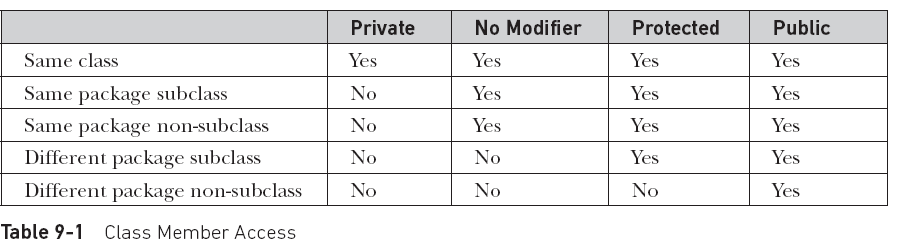 Private No Modifier Protected Public
Same class Yes Yes Yes Yes
Same package subclass No Yes Yes Yes
Same package non-subclass No Yes Yes Yes
Different package subclass No No Yes Yes
Different package non-subclass No No No Yes
Table 9-1 Class Member Access